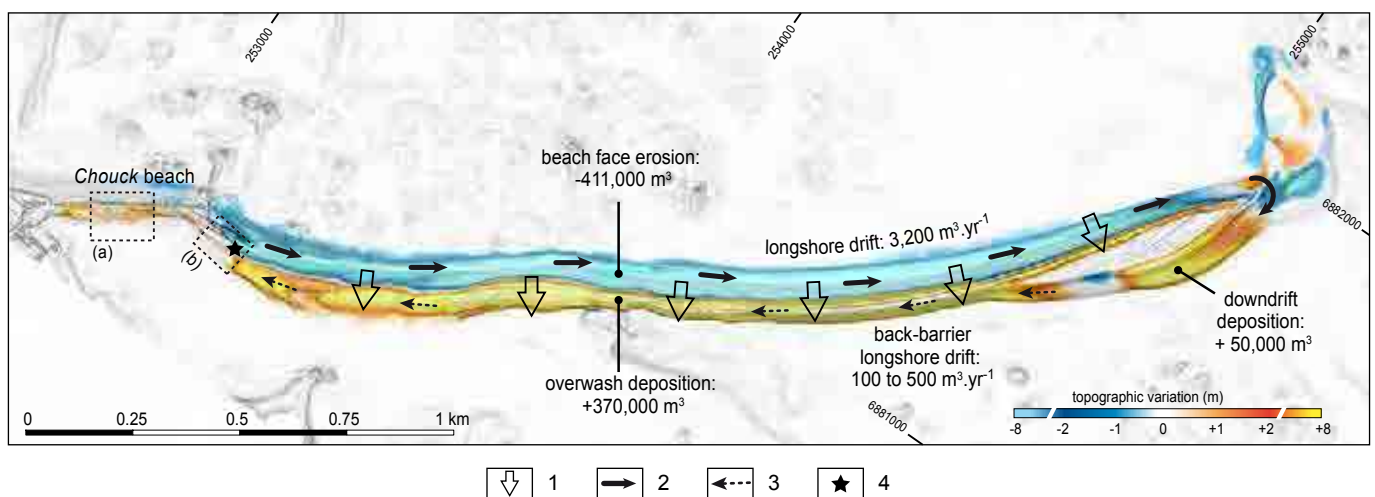 253000
254000
255000
beach face erosion:
-411,000 m³
Chouck beach
(a)
(b)
longshore drift: 3,200 m³.yr⁻¹
6882000
downdrift
deposition:
+ 50,000 m³
back-barrier
longshore drift:
100 to 500 m³.yr⁻¹
overwash deposition:
+370,000 m³
6881000
0 0.25 0.5 0.75 1 km
topographic variation (m)
-8 -2 -1 0 +1 +2 +8
1 2 3 4